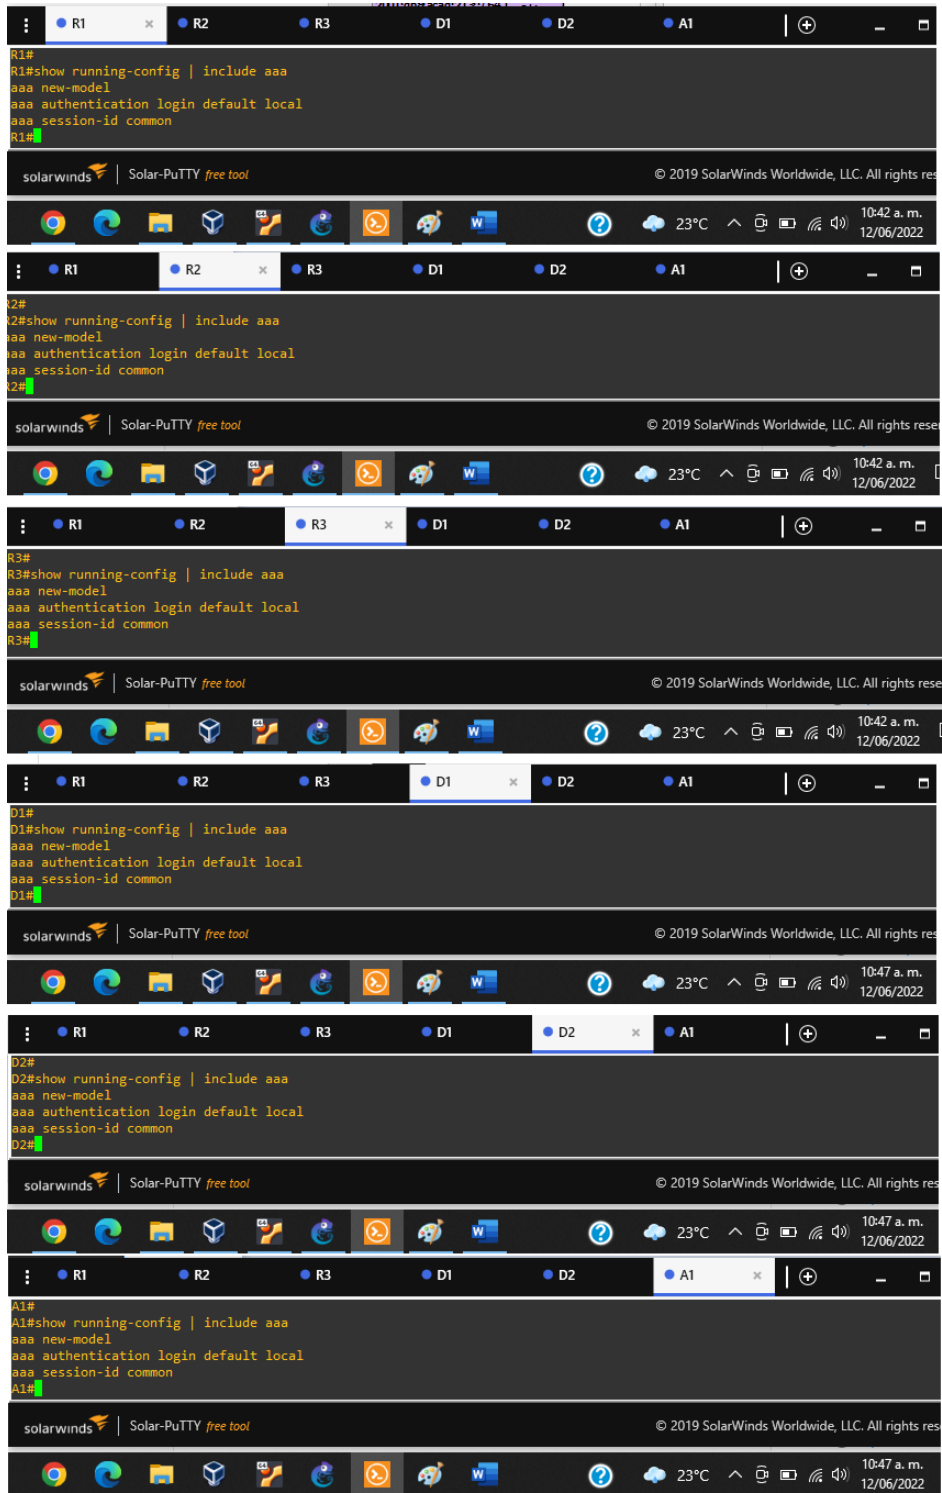 R1 × R2 R3 D1 D2 A1
R1#
R1#show running-config | include aaa
aaa new-model
aaa authentication login default local
aaa session-id common
R1#
solarwinds Solar-PuTTY free tool © 2019 SolarWinds Worldwide, LLC. All rights res
64 W ? 23°C 10:42 a. m.
12/06/2022
R1 R2 × R3 D1 D2 A1
R2#
R2#show running-config | include aaa
aaa new-model
aaa authentication login default local
aaa session-id common
R2#
solarwinds Solar-PuTTY free tool © 2019 SolarWinds Worldwide, LLC. All rights reser
64 W ? 23°C 10:42 a. m.
12/06/2022
R1 R2 R3 × D1 D2 A1
R3#
R3#show running-config | include aaa
aaa new-model
aaa authentication login default local
aaa session-id common
R3#
solarwinds Solar-PuTTY free tool © 2019 SolarWinds Worldwide, LLC. All rights rese
64 W ? 23°C 10:42 a. m.
12/06/2022
R1 R2 R3 D1 × D2 A1
D1#
D1#show running-config | include aaa
aaa new-model
aaa authentication login default local
aaa session-id common
D1#
solarwinds Solar-PuTTY free tool © 2019 SolarWinds Worldwide, LLC. All rights res
64 W ? 23°C 10:47 a. m.
12/06/2022
R1 R2 R3 D1 D2 × A1
D2#
D2#show running-config | include aaa
aaa new-model
aaa authentication login default local
aaa session-id common
D2#
solarwinds Solar-PuTTY free tool © 2019 SolarWinds Worldwide, LLC. All rights res
64 W ? 23°C 10:47 a. m.
12/06/2022
R1 R2 R3 D1 D2 A1 ×
A1#
A1#show running-config | include aaa
aaa new-model
aaa authentication login default local
aaa session-id common
A1#
solarwinds Solar-PuTTY free tool © 2019 SolarWinds Worldwide, LLC. All rights res
64 W ? 23°C 10:47 a. m.
12/06/2022